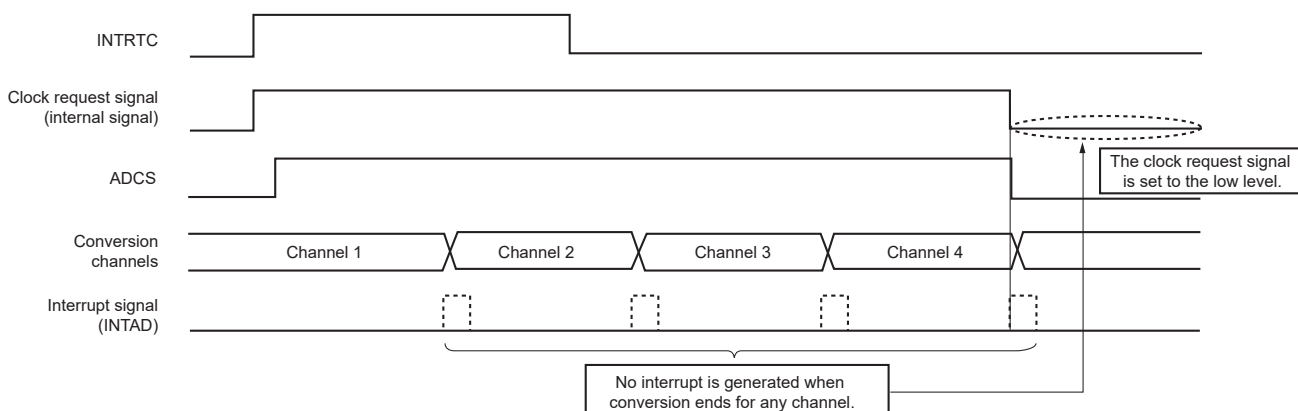 INTRTC
Clock request signal
(internal signal)
The clock request signal
is set to the low level.
ADCS
Conversion
channels
Channel 1
Channel 2
Channel 3
Channel 4
Interrupt signal
(INTAD)
No interrupt is generated when
conversion ends for any channel.